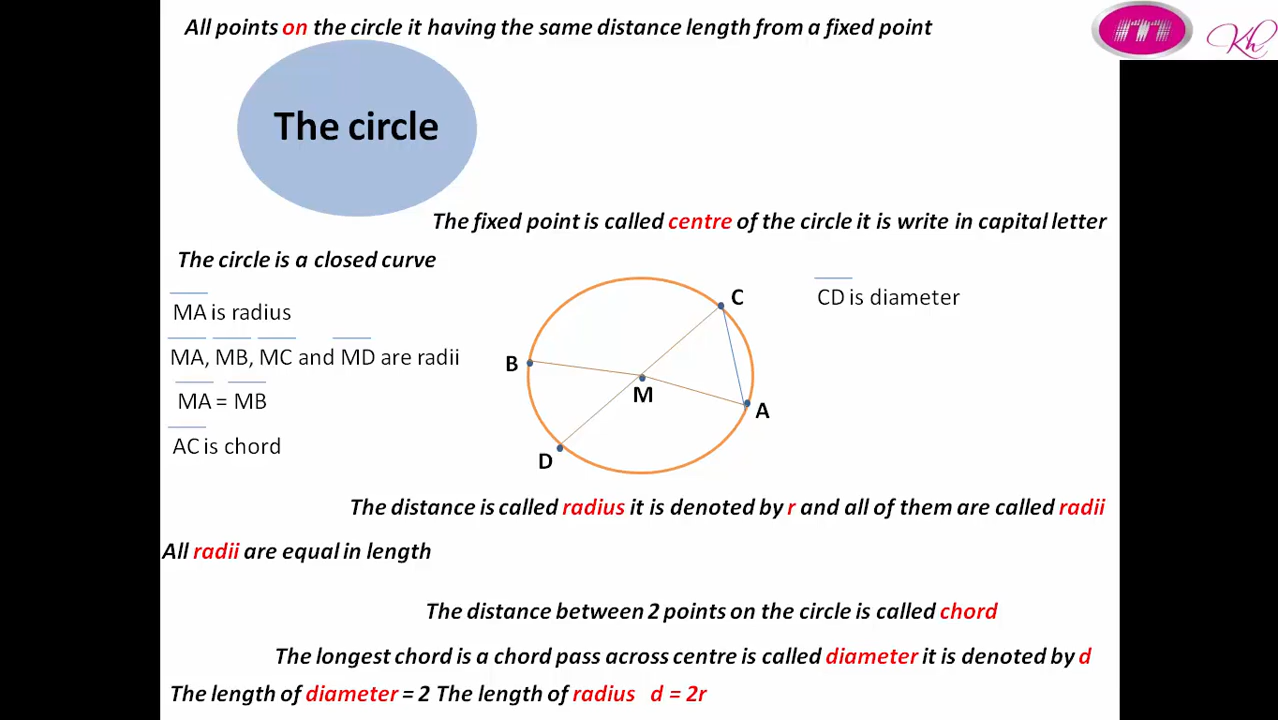 All points on the circle it having the same distance length from a fixed point
m
Kh
The circle
The fixed point is called centre of the circle it is write in capital letter
The circle is a closed curve
MA is radius
CD is diameter
MA, MB, MC and MD are radii
MA = MB
AC is chord
C
B
M
A
D
The distance is called radius it is denoted by r and all of them are called radii
All radii are equal in length
The distance between 2 points on the circle is called chord
The longest chord is a chord pass across centre is called diameter it is denoted by d
The length of diameter = 2 The length of radius d = 2r